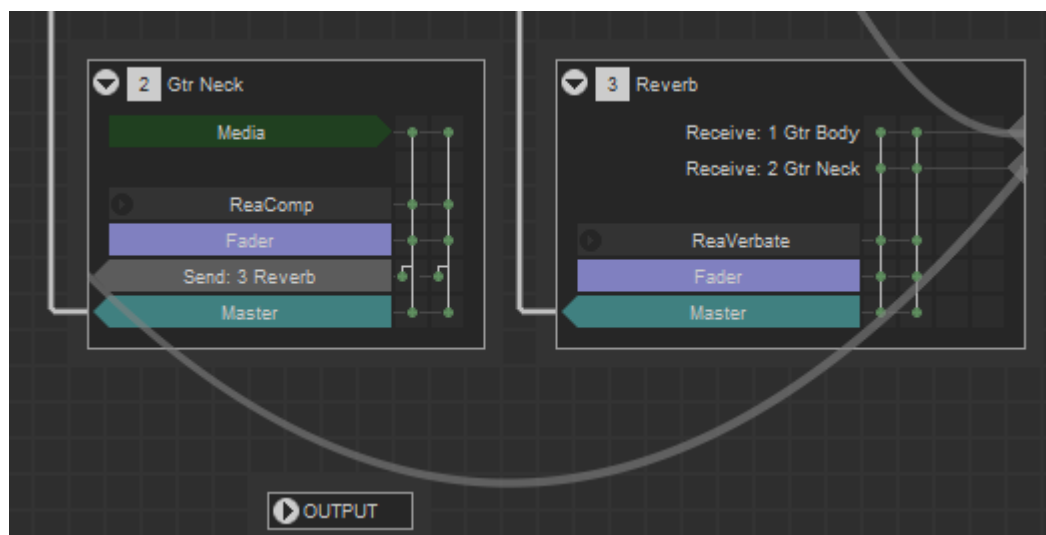 2 Gtr Neck
Media
ReaComp
Fader
Send: 3 Reverb
Master
3 Reverb
Receive: 1 Gtr Body
Receive: 2 Gtr Neck
ReaVerbate
Fader
Master
OUTPUT